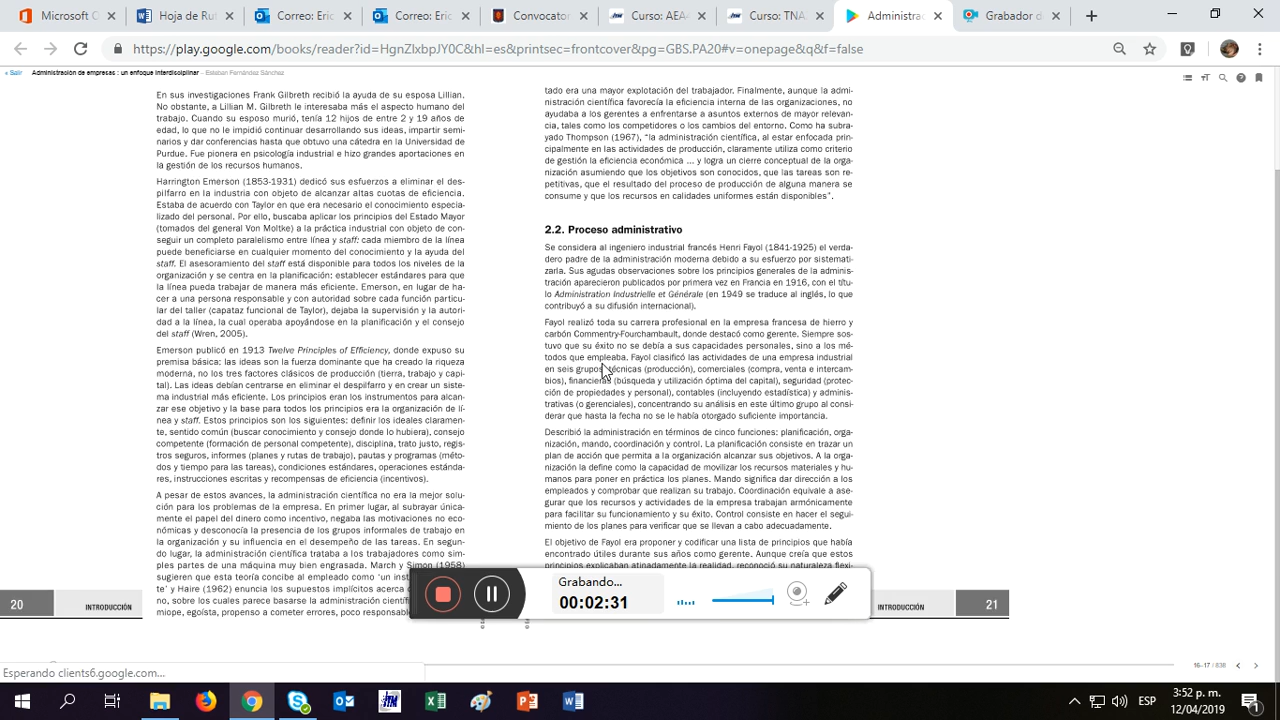 Microsof
Hoja de Rut
Correo: Eric
Correo: Eric
Convocator
Curso: AEA4
Curso: TNA
Administra
Grabador d
https://play.google.com/books/reader?id=HgnZlxbpJY0C&hl=es&printsec=frontcover&pg=GBS.PA20#v=onepage&q&f=false
« Salir Administración de empresas : un enfoque interdisciplinar – Esteban Fernández Sánchez
En sus investigaciones Frank Gilbreth recibió la ayuda de su esposa Lillian.
No obstante, a Lillian M. Gilbreth le interesaba más el aspecto humano del
trabajo. Cuando su esposo murió, tenía 12 hijos de entre 2 y 19 años de
edad, lo que no le impidió continuar desarrollando sus ideas, impartir semi-
narios y dar conferencias hasta que obtuvo una cátedra en la Universidad de
Purdue. Fue pionera en psicología industrial e hizo grandes aportaciones en
la gestión de los recursos humanos.
Harrington Emerson (1853-1931) dedicó sus esfuerzos a eliminar el des-
pilfarro en la industria con objeto de alcanzar altas cuotas de eficiencia.
Estaba de acuerdo con Taylor en que era necesario el conocimiento especia-
lizado del personal. Por ello, buscaba aplicar los principios del Estado Mayor
(tomados del general Von Moltke) a la práctica industrial con objeto de con-
seguir un completo paralelismo entre línea y staff: cada miembro de la línea
puede beneficiarse en cualquier momento del conocimiento y la ayuda del
staff. El asesoramiento del staff está disponible para todos los niveles de la
organización y se centra en la planificación: establecer estándares para que
la línea pueda trabajar de manera más eficiente. Emerson, en lugar de ha-
cer a una persona responsable y con autoridad sobre cada función particu-
lar del taller (capataz funcional de Taylor), dejaba la supervisión y la autori-
dad a la línea, la cual operaba apoyándose en la planificación y el consejo
del staff (Wren, 2005).
Emerson publicó en 1913 Twelve Principles of Efficiency, donde expuso su
premisa básica: las ideas son la fuerza dominante que ha creado la riqueza
moderna, no los tres factores clásicos de producción (tierra, trabajo y capi-
tal). Las ideas debían centrarse en eliminar el despilfarro y en crear un siste-
ma industrial más eficiente. Los principios eran los instrumentos para alcan-
zar ese objetivo y la base para todos los principios era la organización de lí-
nea y staff. Estos principios son los siguientes: definir los ideales claramen-
te, sentido común (buscar conocimiento y consejo donde lo hubiera), consejo
competente (formación de personal competente), disciplina, trato justo, regis-
tros seguros, informes (planes y rutas de trabajo), pautas y programas (méto-
dos y tiempo para las tareas), condiciones estándares, operaciones estánda-
res, instrucciones escritas y recompensas de eficiencia (incentivos).
A pesar de estos avances, la administración científica no era la mejor solu-
ción para los problemas de la empresa. En primer lugar, al subrayar única-
mente el papel del dinero como incentivo, negaba las motivaciones no eco-
nómicas y desconocía la presencia de los grupos informales de trabajo en
la organización y su influencia en el desempeño de las tareas. En segun-
do lugar, la administración científica trataba a los trabajadores como sim-
ples partes de una máquina muy bien engrasada. March y Simon (1958)
sugieren que esta teoría concibe al empleado como 'un inst
te' y Haire (1962) enuncia los supuestos implícitos acerca d
no, sobre los cuales parece basarse la administración científi
miope, egoísta, propenso a cometer errores, poco responsabl
20 INTRODUCCIÓN
tado era una mayor explotación del trabajador. Finalmente, aunque la admi-
nistración científica favorecía la eficiencia interna de las organizaciones, no
ayudaba a los gerentes a enfrentarse a asuntos externos de mayor relevan-
cia, tales como los competidores o los cambios del entorno. Como ha subra-
yado Thompson (1967), "la administración científica, al estar enfocada prin-
cipalmente en las actividades de producción, claramente utiliza como criterio
de gestión la eficiencia económica ... y logra un cierre conceptual de la orga-
nización asumiendo que los objetivos son conocidos, que las tareas son re-
petitivas, que el resultado del proceso de producción de alguna manera se
consume y que los recursos en calidades uniformes están disponibles".
2.2. Proceso administrativo
Se considera al ingeniero industrial francés Henri Fayol (1841-1925) el verda-
dero padre de la administración moderna debido a su esfuerzo por sistemati-
zarla. Sus agudas observaciones sobre los principios generales de la adminis-
tración aparecieron publicados por primera vez en Francia en 1916, con el títu-
lo Administration Industrielle et Générale (en 1949 se traduce al inglés, lo que
contribuyó a su difusión internacional).
Fayol realizó toda su carrera profesional en la empresa francesa de hierro y
carbón Commentry-Fourchambault, donde destacó como gerente. Siempre sos-
tuvo que su éxito no se debía a sus capacidades personales, sino a los mé-
todos que empleaba. Fayol clasificó las actividades de una empresa industrial
en seis grupos técnicas (producción), comerciales (compra, venta e intercam-
bios), financieras (búsqueda y utilización óptima del capital), seguridad (protec-
ción de propiedades y personal), contables (incluyendo estadística) y adminis-
trativas (o gerenciales), concentrando su análisis en este último grupo al consi-
derar que hasta la fecha no se le había otorgado suficiente importancia.
Describió la administración en términos de cinco funciones: planificación, orga-
nización, mando, coordinación y control. La planificación consiste en trazar un
plan de acción que permita a la organización alcanzar sus objetivos. A la orga-
nización la define como la capacidad de movilizar los recursos materiales y hu-
manos para poner en práctica los planes. Mando significa dar dirección a los
empleados y comprobar que realizan su trabajo. Coordinación equivale a ase-
gurar que los recursos y actividades de la empresa trabajan armónicamente
para facilitar su funcionamiento y su éxito. Control consiste en hacer el segui-
miento de los planes para verificar que se llevan a cabo adecuadamente.
El objetivo de Fayol era proponer y codificar una lista de principios que había
encontrado útiles durante sus años como gerente. Aunque creía que estos
principios explicaban atinadamente la realidad, reconoció su naturaleza flexi-
INTRODUCCIÓN 21
Grabando...
00:02:31
Esperando clients6.google.com...
16-17 / 838
ESP
3:52 p. m.
12/04/2019